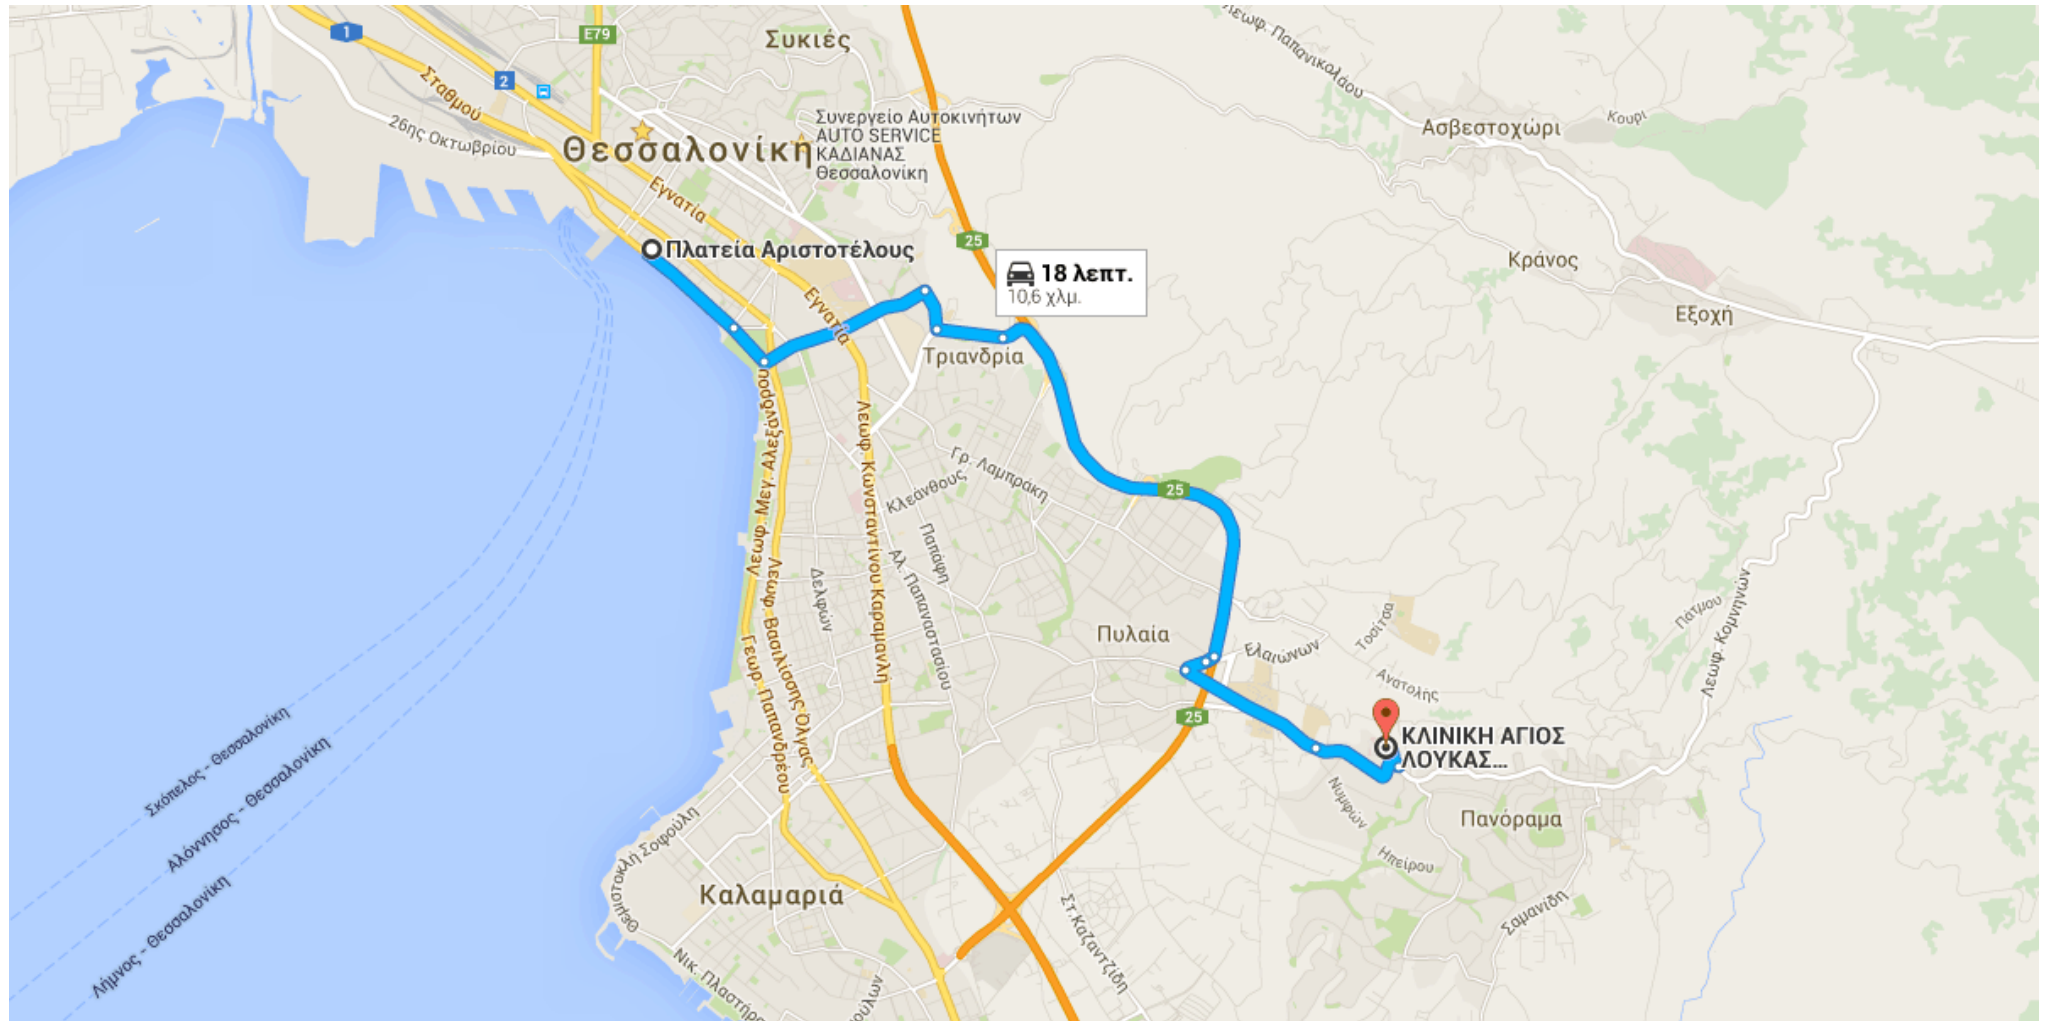 1
E79
Συκιές
Λεωφ. Παπανικολάου
2
Σταθμού
26ης Οκτωβρίου
Θεσσαλονίκη
Συνεργείο Αυτοκινήτων
AUTO SERVICE
ΚΑΔΙΑΝΑΣ
Θεσσαλονίκη
Κουρι
Ασβεστοχώρι
Εγνατία
25
Πλατεία Αριστοτέλους
18 λεπτ.
10,6 χλμ.
Κράνος
Εξοχή
Εγνατία
Τριανδρία
Λεωφ. Μεγ. Αλεξάνδρου
Λεωφ. Κωνσταντίνου Καραμανλή
Γρ. Λαμπράκη
Κλεάνθους
25
Παπάφη
Αλ. Παπαναστασίου
Δελφών
Λεωφ. Βασιλίσσης Όλγας
Γεωρ. Παπανδρέου
Πυλαία
Ελαιώνων
Τοσίτσα
Πάτμου
Λεωφ. Κομνηνών
Ανατολής
25
ΚΛΙΝΙΚΗ ΑΓΙΟΣ
ΛΟΥΚΑΣ...
Νυμφών
Πανόραμα
Ηπείρου
Σαμανίδη
Σκόπελος - Θεσσαλονίκη
Αλόννησος - Θεσσαλονίκη
Λήμνος - Θεσσαλονίκη
Θεμιστοκλή Σοφούλη
Καλαμαριά
Στ.Καζαντζίδη
Νικ. Πλαστήρα